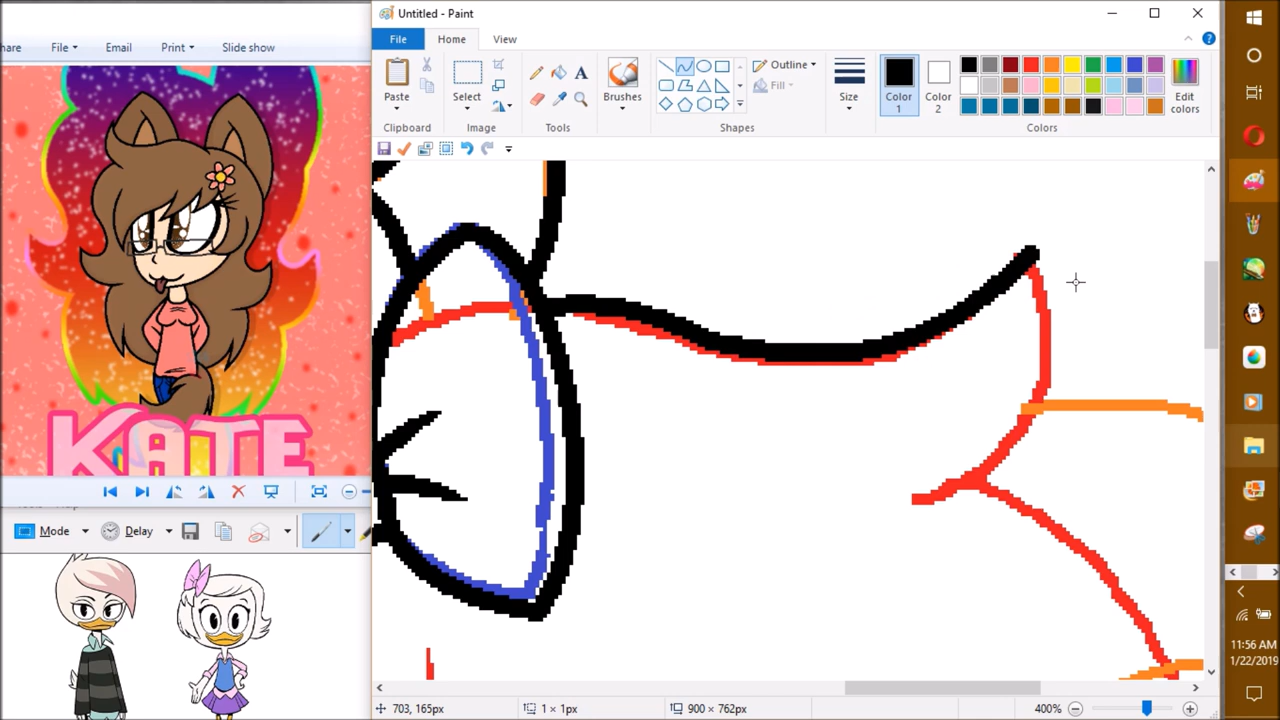 Untitled - Paint
hare
File
Email
Print
Slide show
File
Home
View
Paste
Select
Brushes
Outline
Fill
Size
Color
1
Color
2
Edit
colors
Clipboard
Image
Tools
Shapes
Colors
A
KATE
Mode
Delay
703, 165px
1 × 1px
900 × 762px
400%
11:56 AM
1/22/2019